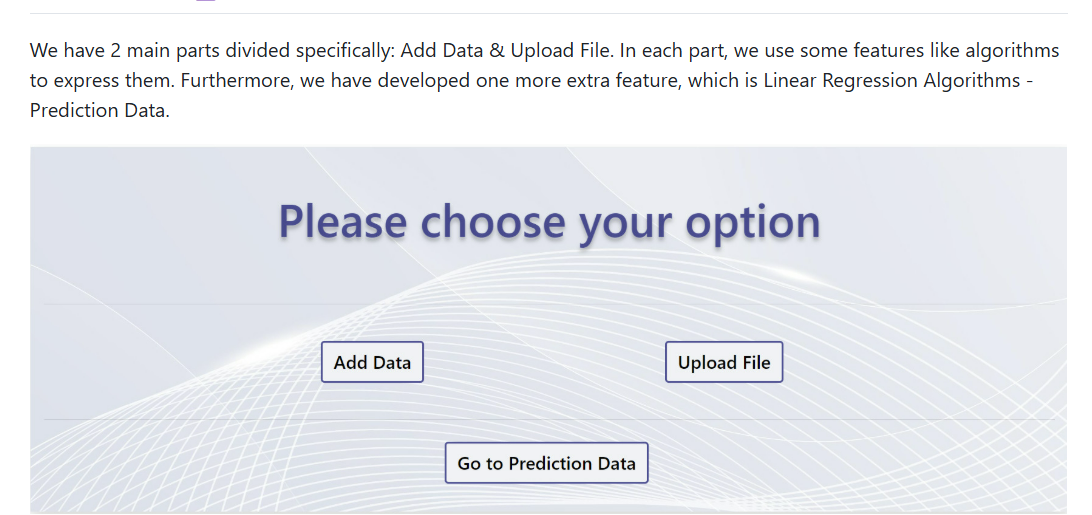 We have 2 main parts divided specifically: Add Data & Upload File. In each part, we use some features like algorithms
to express them. Furthermore, we have developed one more extra feature, which is Linear Regression Algorithms -
Prediction Data.
Please choose your option
Add Data
Upload File
Go to Prediction Data